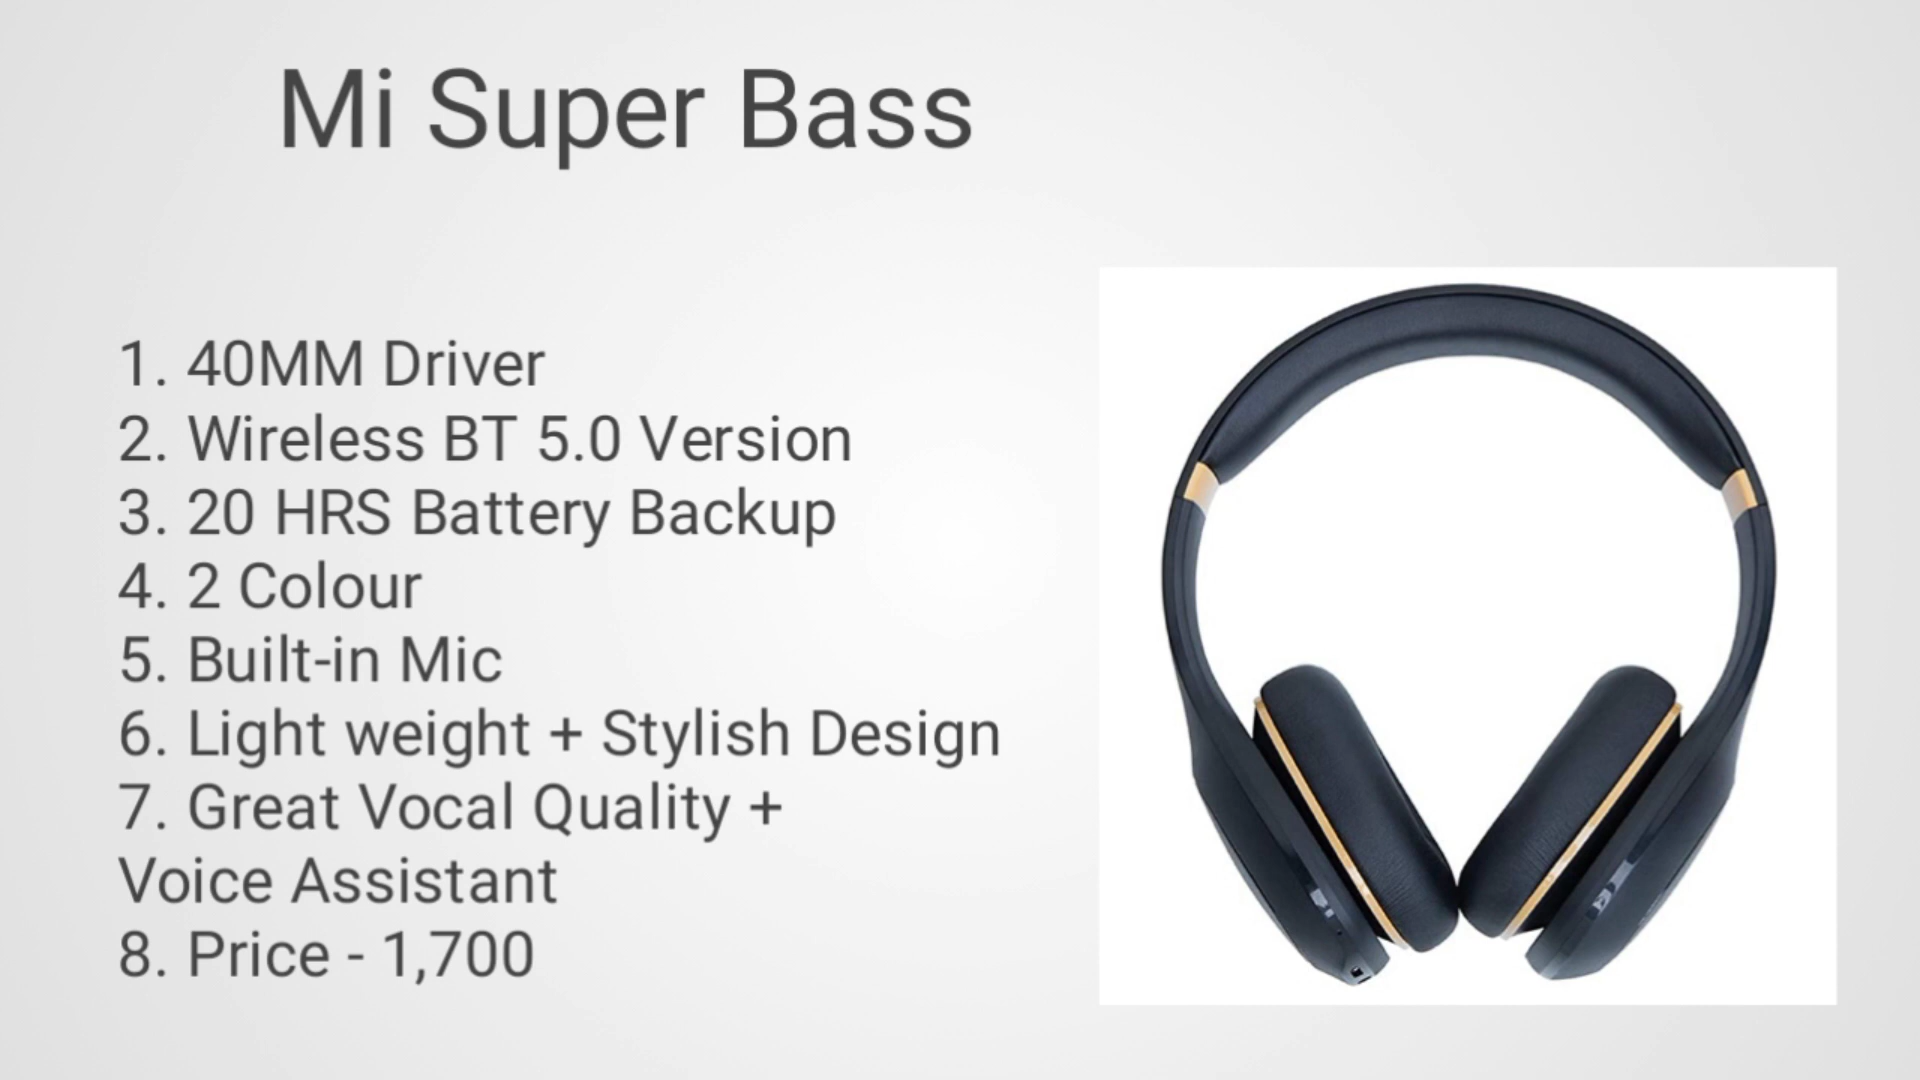 Mi Super Bass
1. 40MM Driver
2. Wireless BT 5.0 Version
3. 20 HRS Battery Backup
4. 2 Colour
5. Built-in Mic
6. Light weight + Stylish Design
7. Great Vocal Quality +
Voice Assistant
8. Price - 1,700